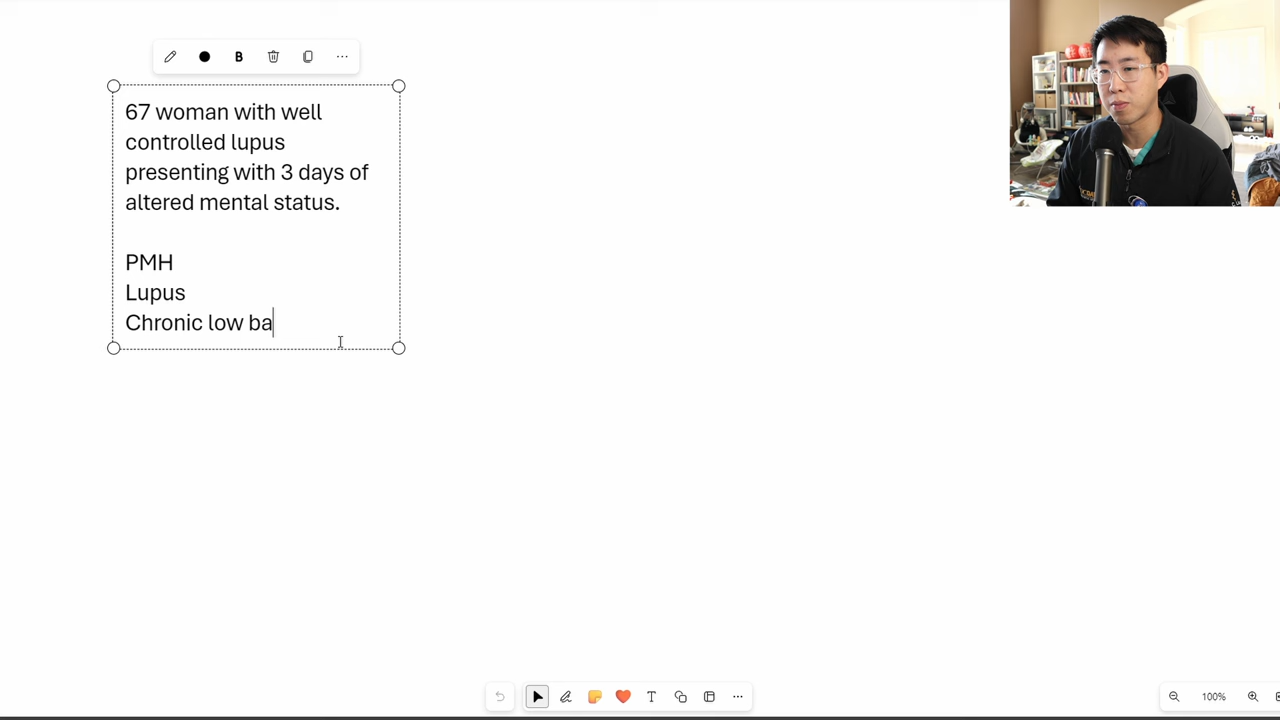 B
67 woman with well
controlled lupus
presenting with 3 days of
altered mental status.
PMH
Lupus
Chronic low ba
T
100%